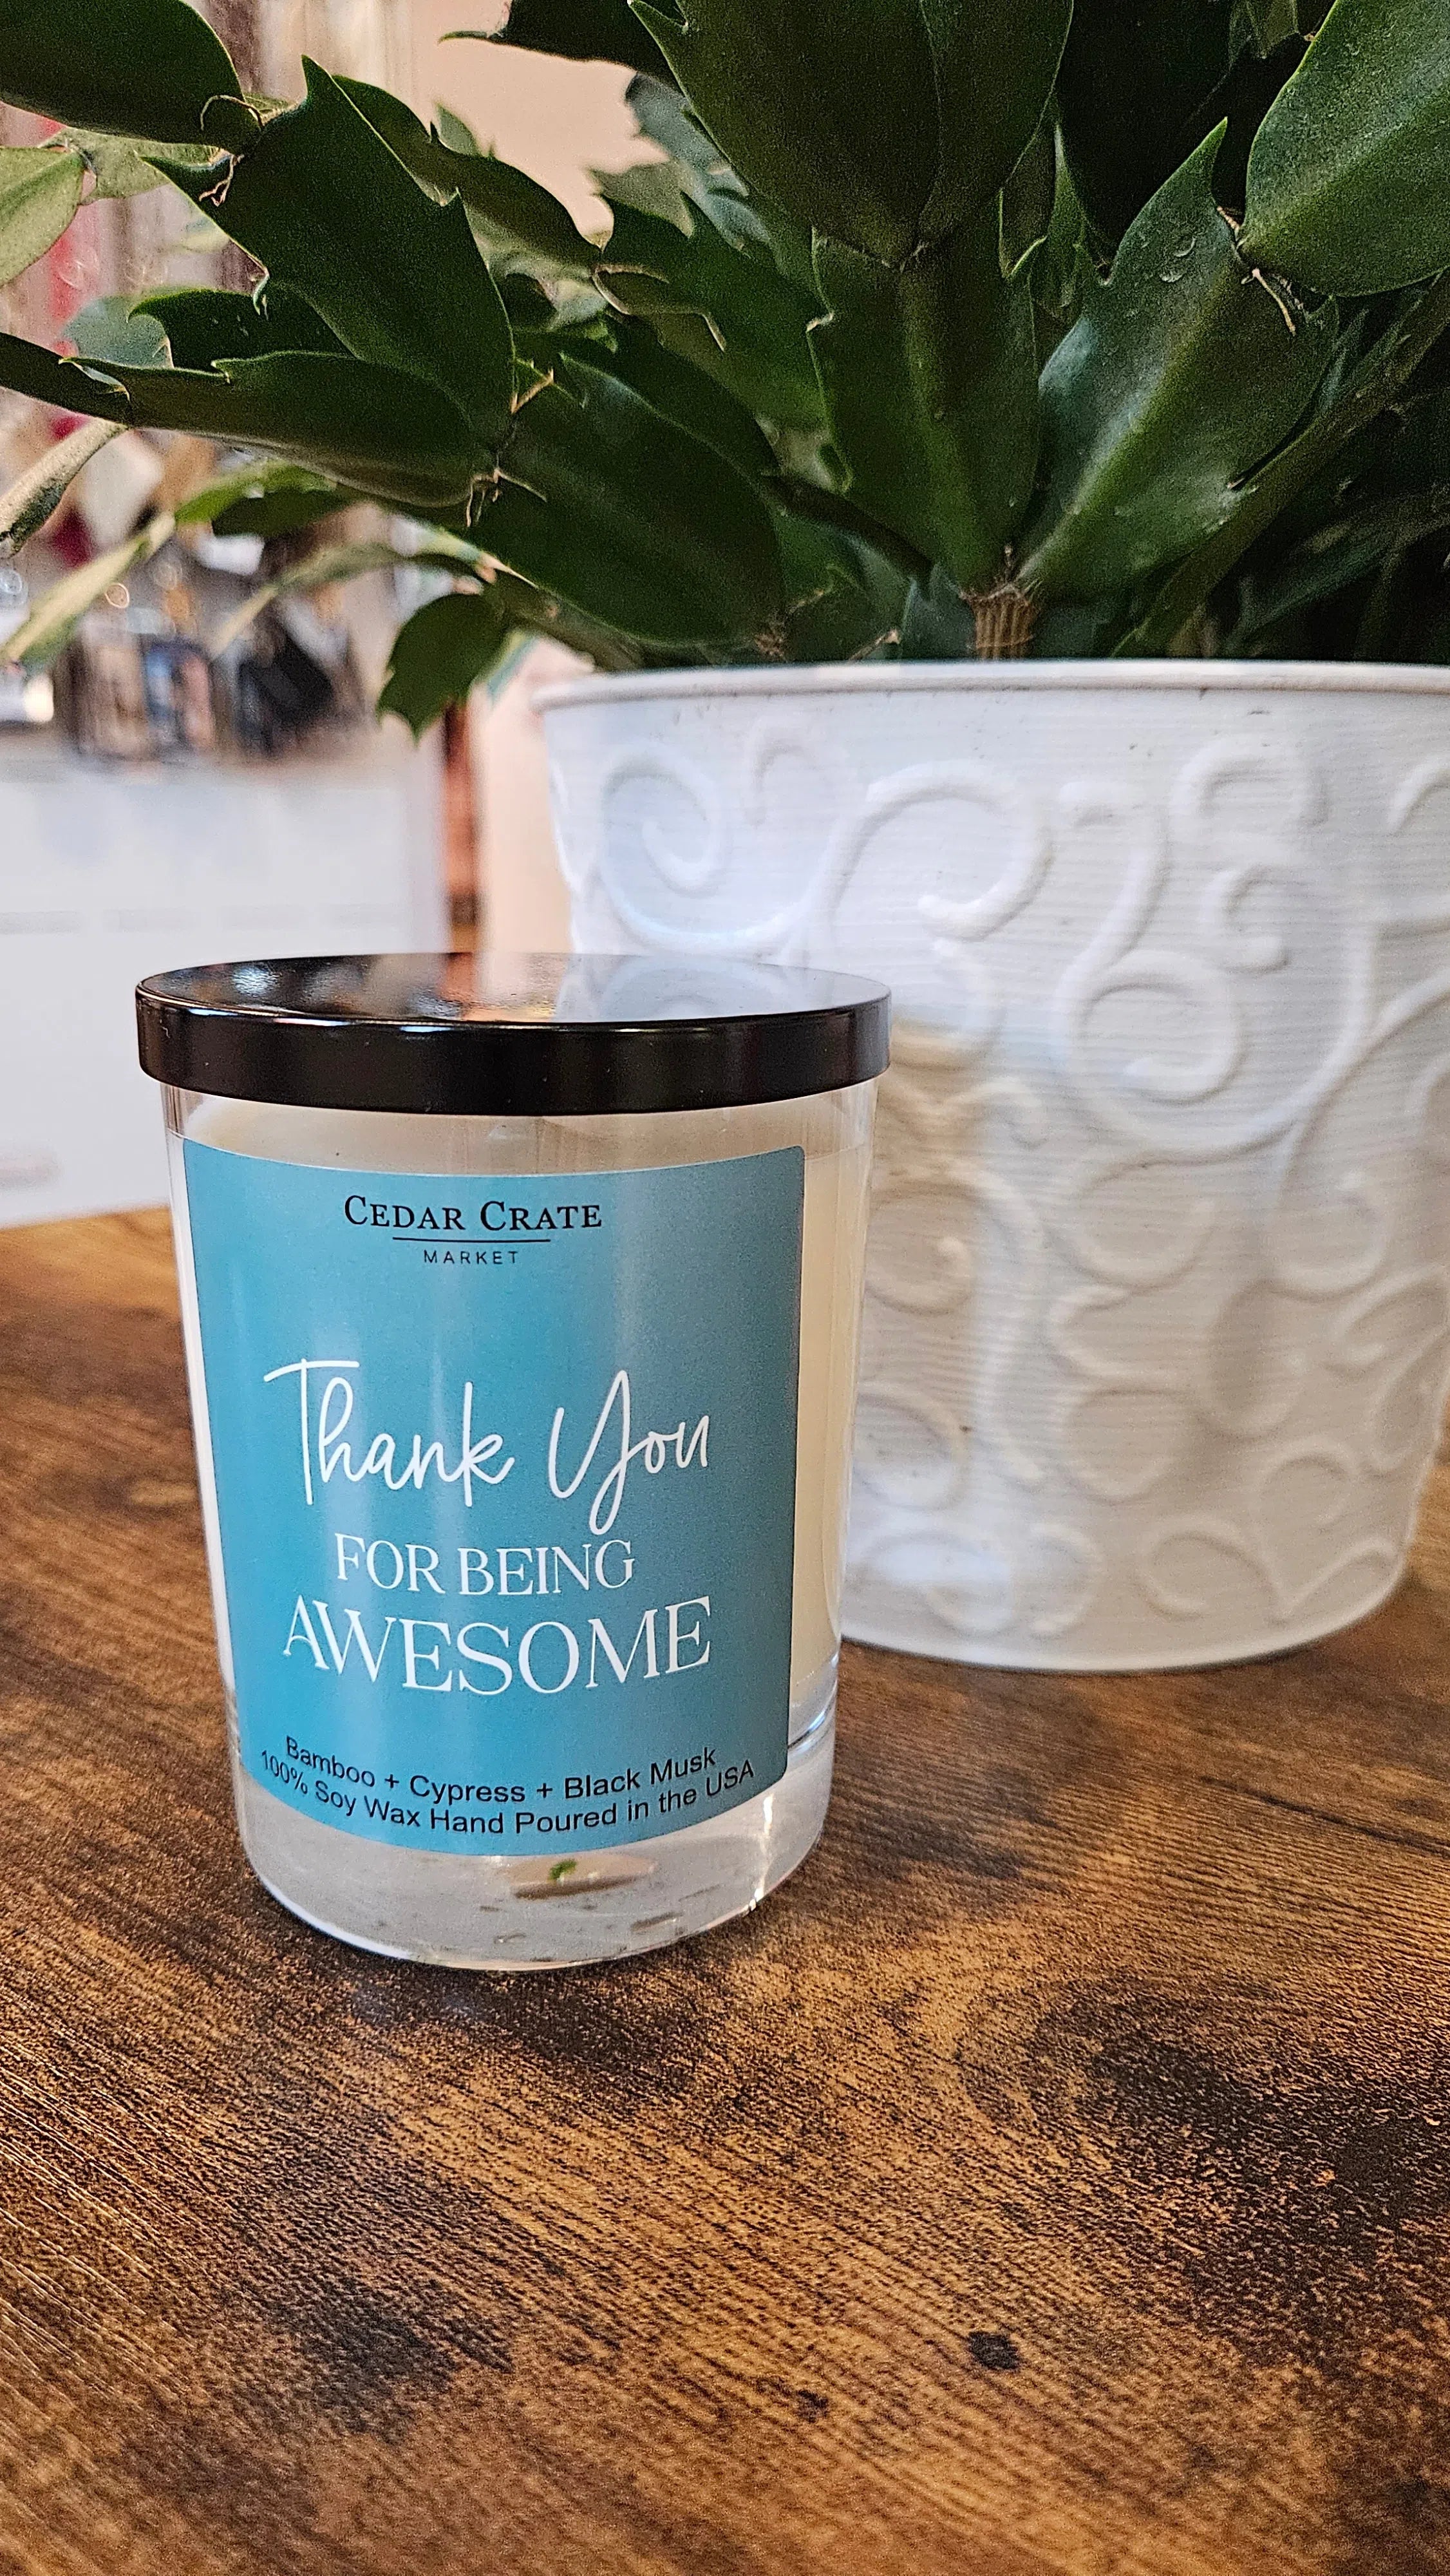 CEDAR CRATE
MARKET
Thank You
FOR BEING
AWESOME
Bamboo + Cypress + Black Musk
100% Soy Wax Hand Poured in the USA